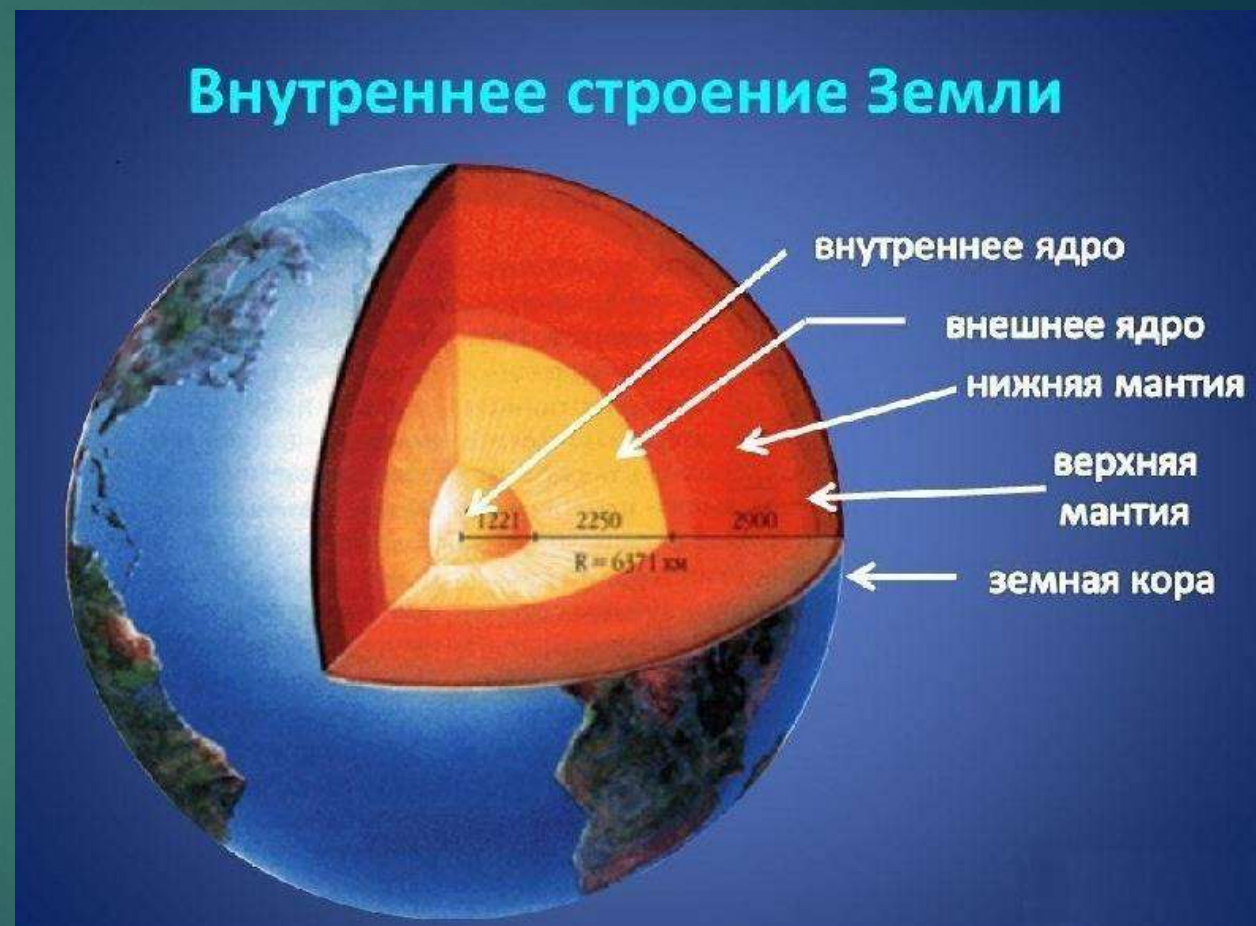 Внутреннее строение Земли
внутреннее ядро
внешнее ядро
нижняя мантия
верхняя
мантия
1221 2250 2900
R = 6371 км
земная кора